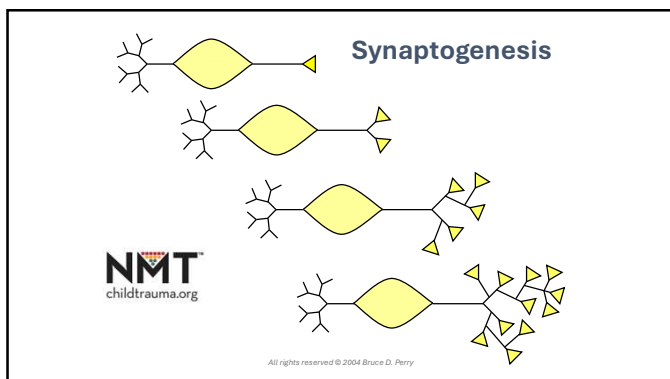 Synaptogenesis
NMT™
childtrauma.org
All rights reserved © 2004 Bruce D. Perry